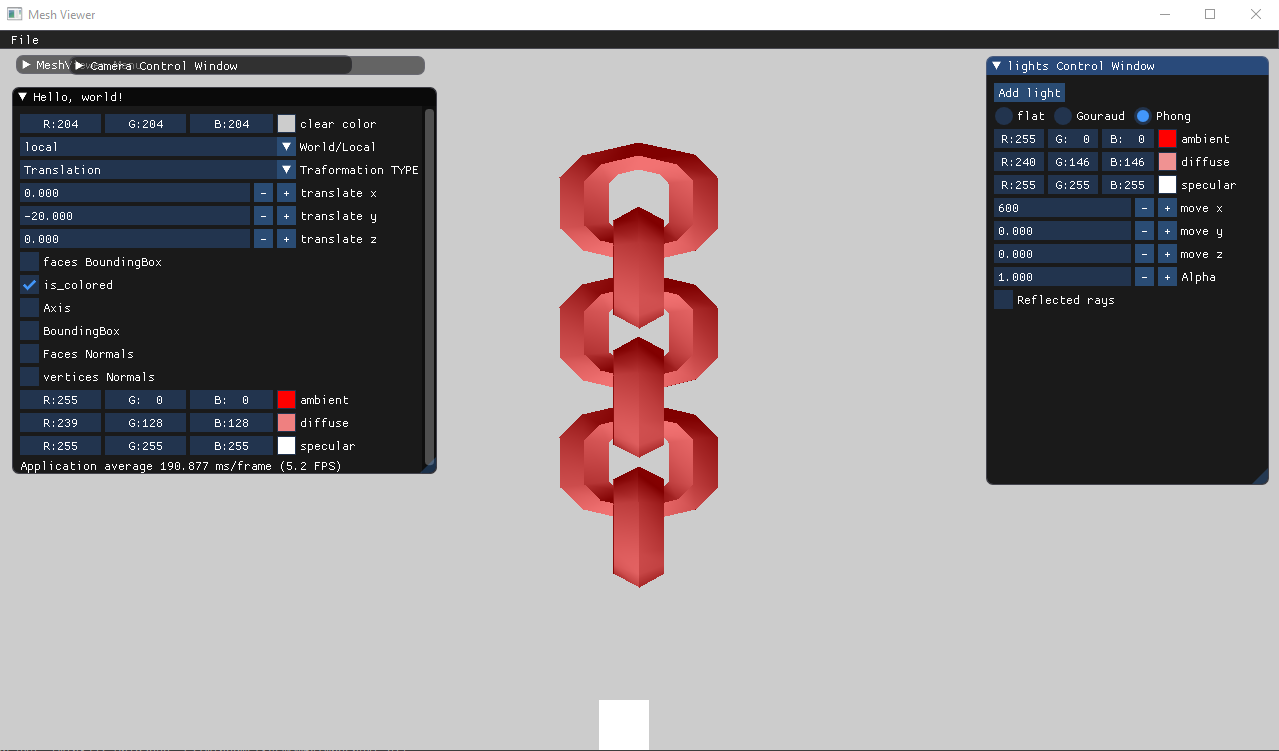 Mesh Viewer
File
MeshViewer Menu
Camera Control Window
Hello, world!
R:204 G:204 B:204 clear color
local World/Local
Translation Traformation TYPE
0.000 - + translate x
-20.000 - + translate y
0.000 - + translate z
faces BoundingBox
is_colored
Axis
BoundingBox
Faces Normals
vertices Normals
R:255 G: 0 B: 0 ambient
R:239 G:128 B:128 diffuse
R:255 G:255 B:255 specular
Application average 190.877 ms/frame (5.2 FPS)
lights Control Window
Add light
flat Gouraud Phong
R:255 G: 0 B: 0 ambient
R:240 G:146 B:146 diffuse
R:255 G:255 B:255 specular
600 - + move x
0.000 - + move y
0.000 - + move z
1.000 - + Alpha
Reflected rays